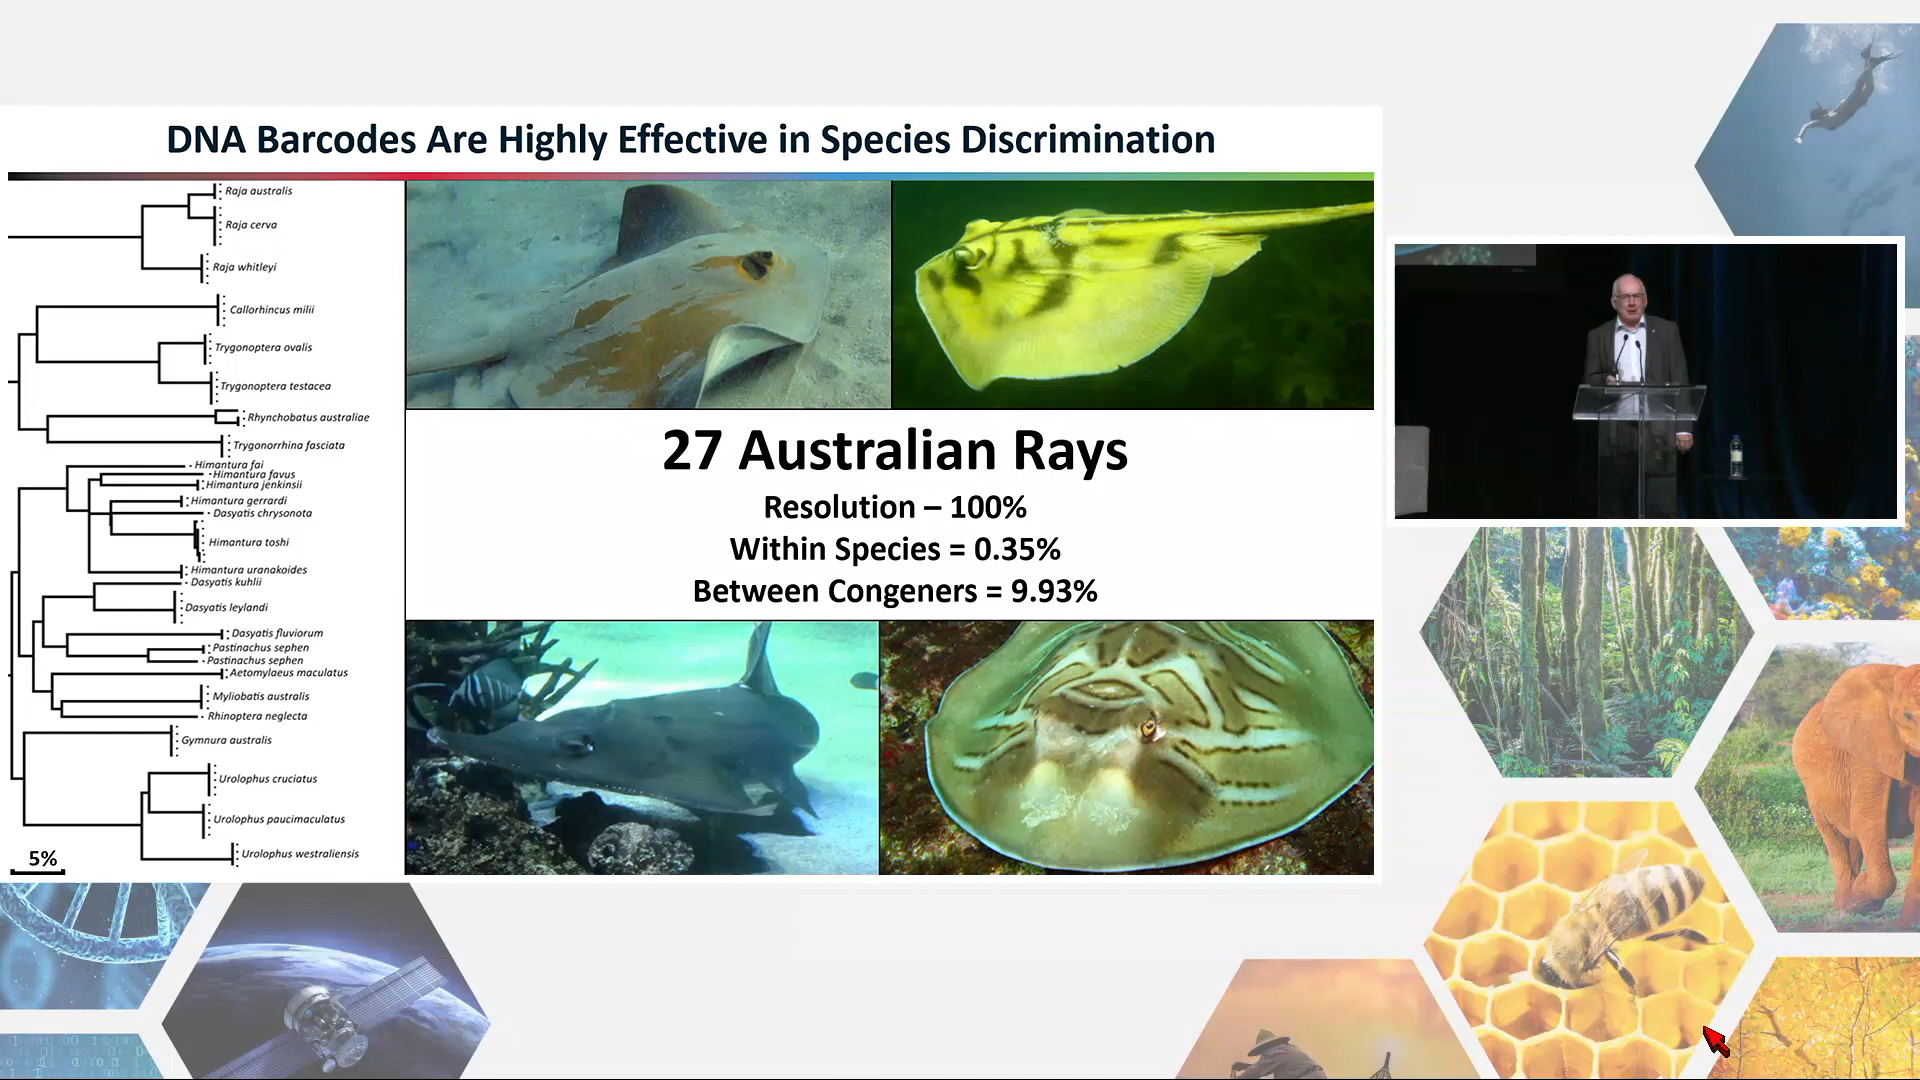 DNA Barcodes Are Highly Effective in Species Discrimination
Raja australis
Raja cerva
Raja whitleyi
Callorhincus milii
Trygonoptera ovalis
Trygonoptera testacea
Rhynchobatus australiae
Trygonorrhina fasciata
Himantura fai
Himantura favus
Himantura jenkinsii
Himantura gerrardi
Dasyatis chrysonota
Himantura toshi
Himantura uranakoides
Dasyatis kuhlii
Dasyatis leylandi
Dasyatis fluviorum
Pastinachus sephen
Pastinachus sephen
Aetomylaeus maculatus
Myliobatis australis
Rhinoptera neglecta
Gymnura australis
Urolophus cruciatus
Urolophus paucimaculatus
Urolophus westraliensis
5%
27 Australian Rays
Resolution – 100%
Within Species = 0.35%
Between Congeners = 9.93%